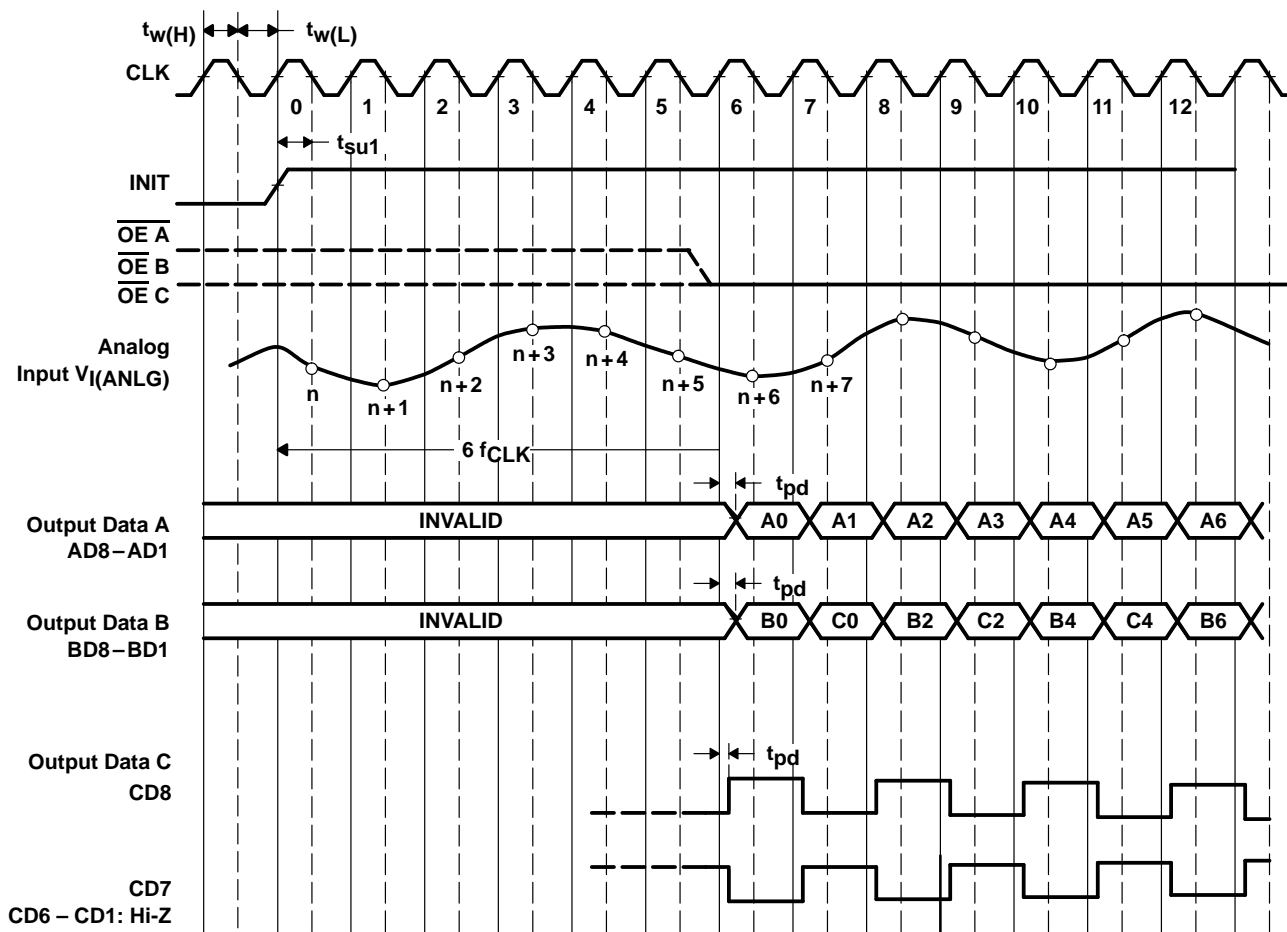 tw(H) tw(L)
CLK
0 1 2 3 4 5 6 7 8 9 10 11 12
tsu1
INIT
OE A
OE B
OE C
Analog
Input VI(ANLG)
n n+1 n+2 n+3 n+4 n+5 n+6 n+7
6 fCLK
tpd
Output Data A
AD8–AD1
INVALID A0 A1 A2 A3 A4 A5 A6
tpd
Output Data B
BD8–BD1
INVALID B0 C0 B2 C2 B4 C4 B6
Output Data C
tpd
CD8
CD7
CD6 – CD1: Hi-Z